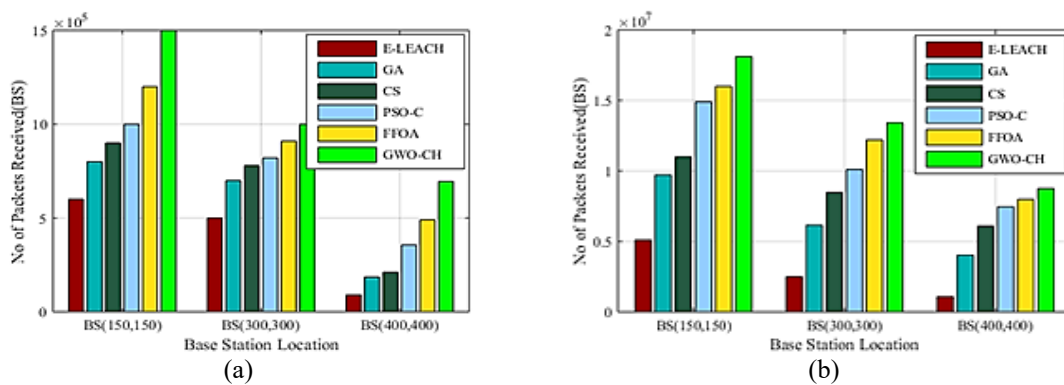 ×10⁵
15
10
5
0
No of Packets Received(BS)
E-LEACH
GA
CS
PSO-C
FFOA
GWO-CH
BS(150,150)
BS(300,300)
BS(400,400)
Base Station Location
(a)
×10⁷
2
1.5
1
0.5
0
No of Packets Received(BS)
E-LEACH
GA
CS
PSO-C
FFOA
GWO-CH
BS(150,150)
BS(300,300)
BS(400,400)
Base Station Location
(b)